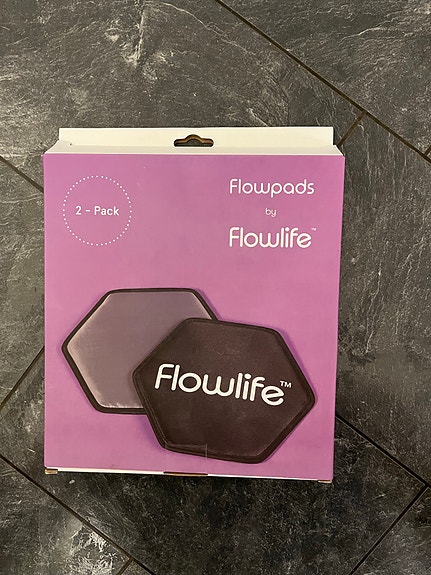 2 - Pack
Flowpads
by
Flowlife™
Flowlife™